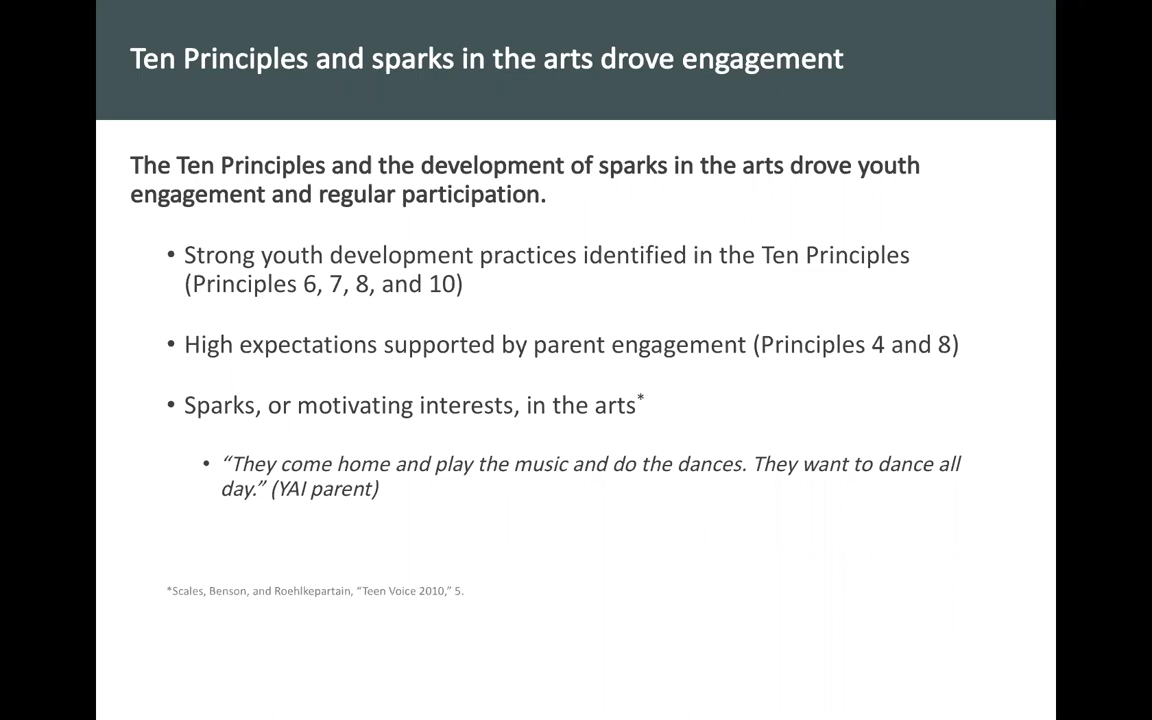 Ten Principles and sparks in the arts drove engagement
The Ten Principles and the development of sparks in the arts drove youth
engagement and regular participation.
• Strong youth development practices identified in the Ten Principles
(Principles 6, 7, 8, and 10)
• High expectations supported by parent engagement (Principles 4 and 8)
• Sparks, or motivating interests, in the arts*
• “They come home and play the music and do the dances. They want to dance all
day.” (YAI parent)
*Scales, Benson, and Roehlkepartain, “Teen Voice 2010,” 5.